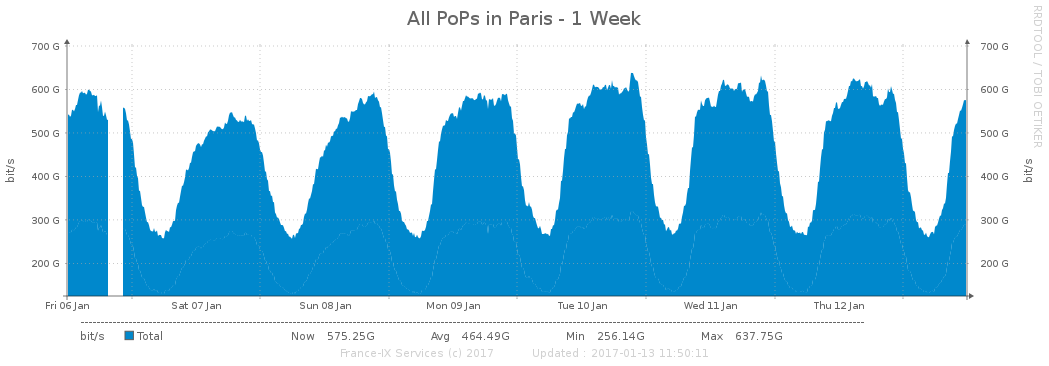 All PoPs in Paris - 1 Week
RRDTOOL / TOBI OETIKER
700 G 700 G
600 G 600 G
500 G 500 G
400 G 400 G
300 G 300 G
200 G 200 G
bit/s bit/s
Fri 06 Jan Sat 07 Jan Sun 08 Jan Mon 09 Jan Tue 10 Jan Wed 11 Jan Thu 12 Jan
bit/s Total Now 575.25G Avg 464.49G Min 256.14G Max 637.75G
France-IX Services (c) 2017 Updated : 2017-01-13 11:50:11